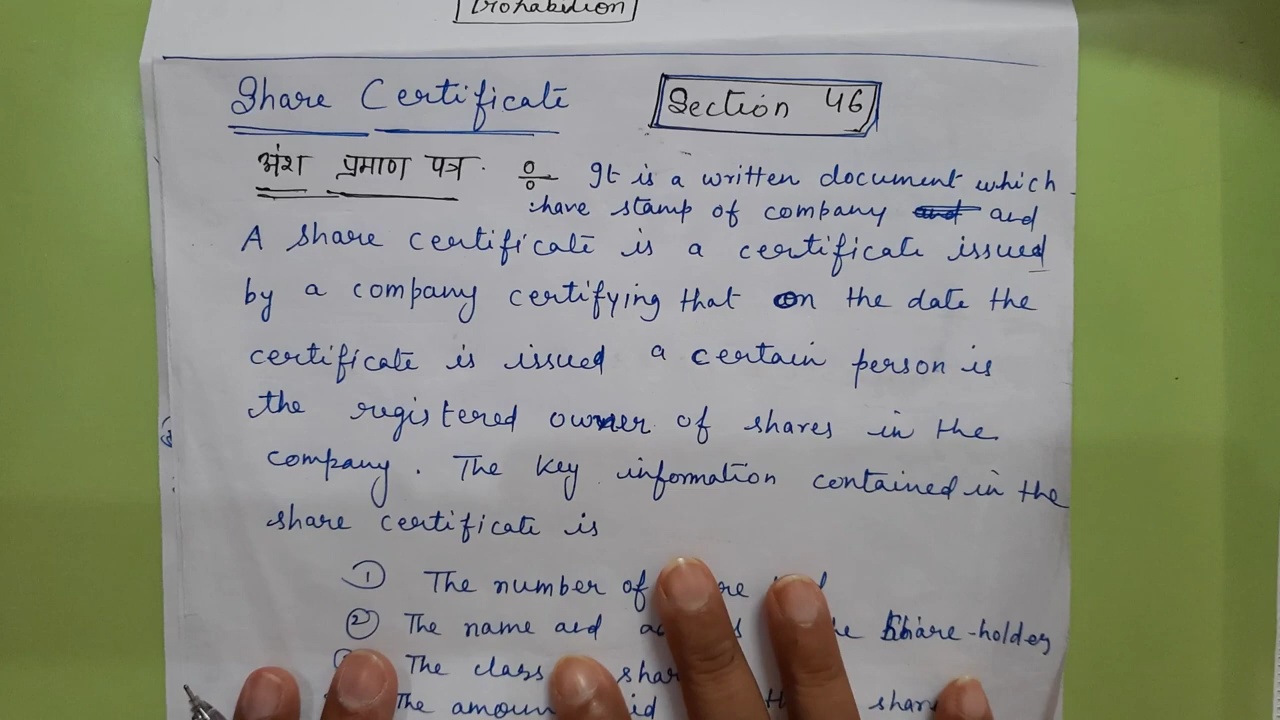 Prohabition
Share Certificate Section 46
अंश प्रमाण पत्र . ÷ It is a written document which
have stamp of company and and
A share certificate is a certificate issued
by a company certifying that on the date the
certificate is issued a certain person is
the registered owner of shares in the
company . The key information contained in the
share certificate is
① The number of
② The name and Share-holder
The class
The amoun